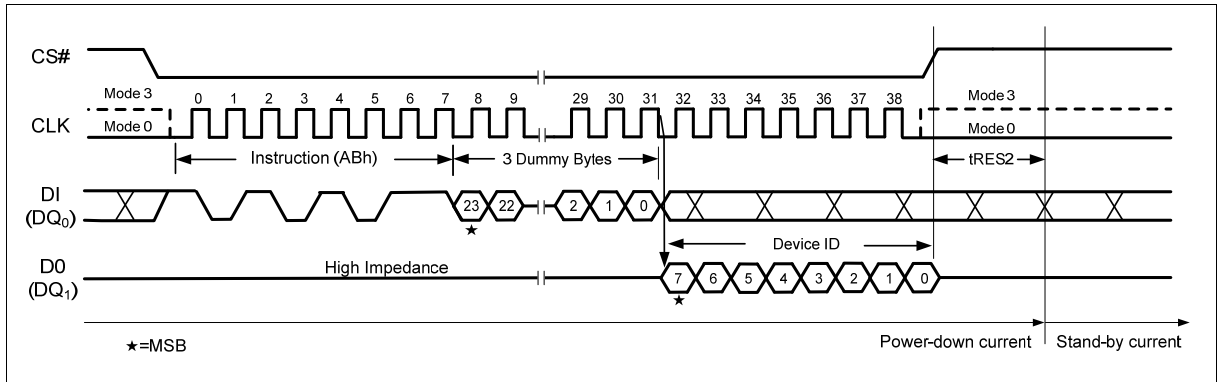 CS#
Mode 3
0 1 2 3 4 5 6 7 8 9 29 30 31 32 33 34 35 36 37 38
Mode 3
CLK
Mode 0
Mode 0
Instruction (ABh)
3 Dummy Bytes
tRES2
DI
(DQ0)
23 22 2 1 0
★
Device ID
High Impedance
D0
(DQ1)
7 6 5 4 3 2 1 0
★
★=MSB
Power-down current
Stand-by current